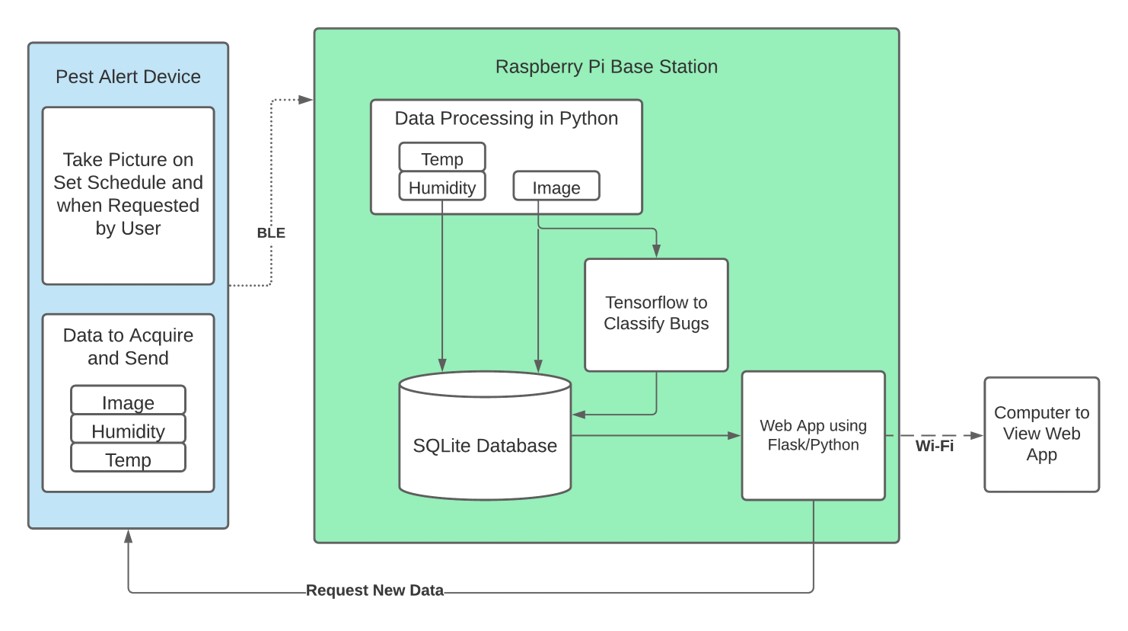 Pest Alert Device
Take Picture on
Set Schedule and
when Requested
by User
Data to Acquire
and Send
Image
Humidity
Temp
BLE
Raspberry Pi Base Station
Data Processing in Python
Temp
Humidity
Image
Tensorflow to
Classify Bugs
SQLite Database
Web App using
Flask/Python
Wi-Fi
Computer to
View Web
App
Request New Data